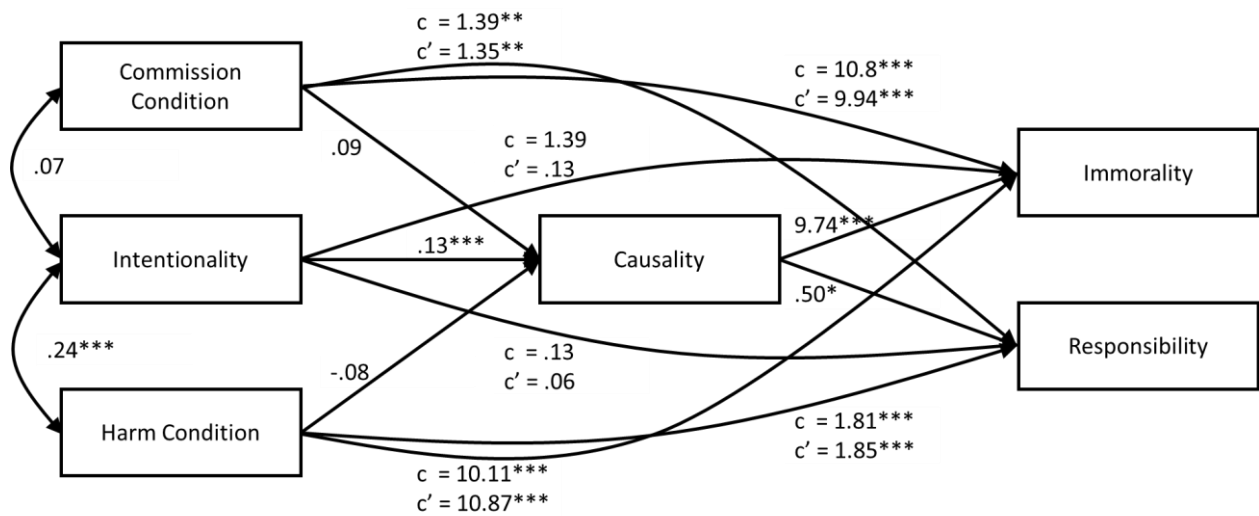 c = 1.39**
c’ = 1.35**
Commission
Condition
c = 10.8***
c’ = 9.94***
.09
c = 1.39
c’ = .13
.07
Immorality
Intentionality
.13***
Causality
9.74***
.50*
.24***
-.08
c = .13
c’ = .06
Responsibility
Harm Condition
c = 1.81***
c’ = 1.85***
c = 10.11***
c’ = 10.87***